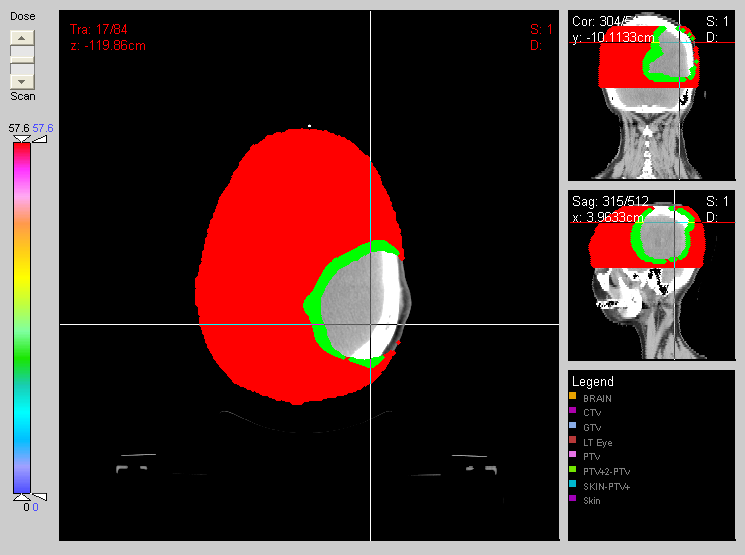 Dose
Scan
57.6 57.6
0 0
Tra: 17/84 S: 1
z: -119.86cm D:
S: 1
y: -10.1133cm D:
Sag: 315/512 S: 1
x: 3.9633cm D:
Legend
BRAIN
CTV
GTV
LT Eye
PTV
PTV+2-PTV
SKIN-PTV+
Skin